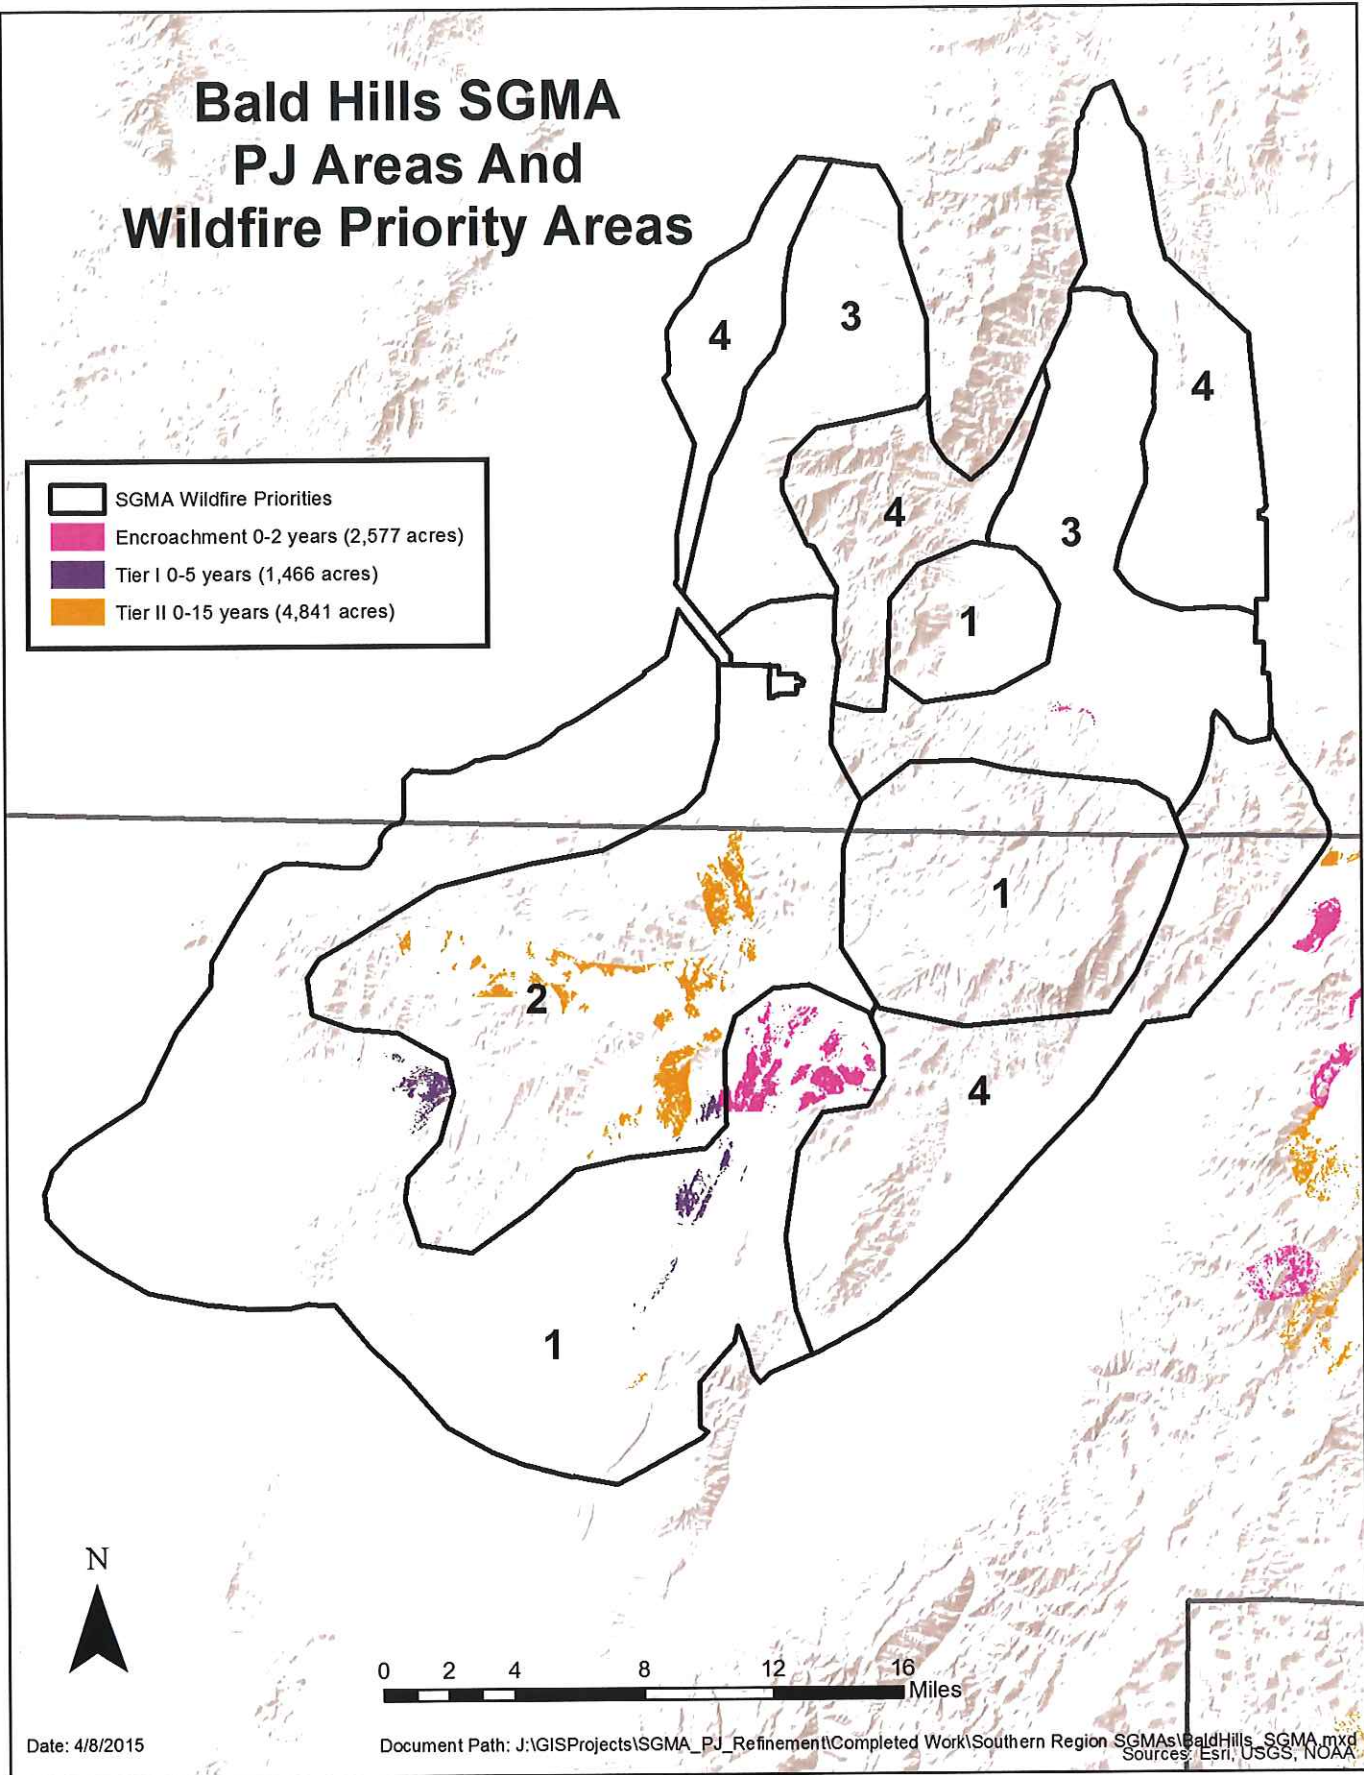 Bald Hills SGMA
PJ Areas And
Wildfire Priority Areas
4
3
4
SGMA Wildfire Priorities
Encroachment 0-2 years (2,577 acres)
Tier I 0-5 years (1,466 acres)
Tier II 0-15 years (4,841 acres)
4
3
1
1
2
4
1
N
0 2 4 8 12 16
Miles
Date: 4/8/2015
Document Path: J:\GISProjects\SGMA_PJ_Refinement\Completed Work\Southern Region SGMAs\BaldHills_SGMA.mxd
Sources: Esri, USGS, NOAA